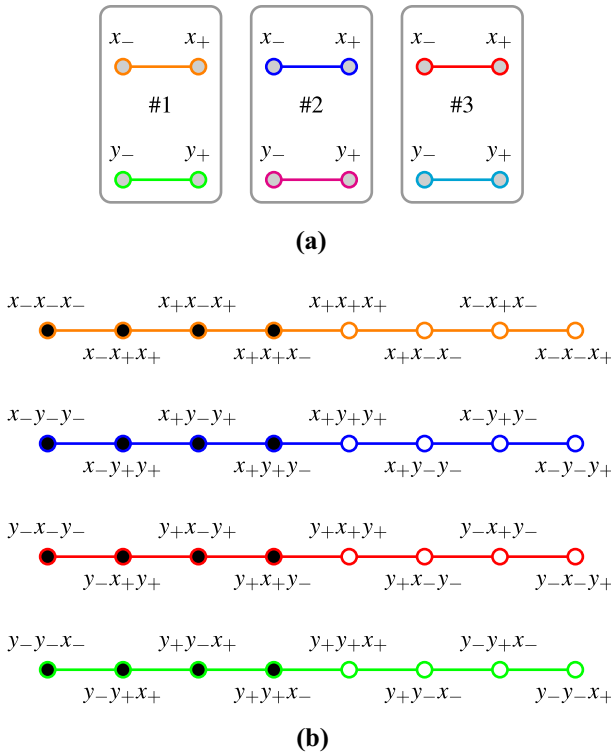 x₋ x₊ x₋ x₊ x₋ x₊
#1 #2 #3
y₋ y₊ y₋ y₊ y₋ y₊
(a)
x₋x₋x₋ x₊x₋x₊ x₊x₊x₊ x₋x₊x₋
x₋x₊x₊ x₊x₊x₋ x₊x₋x₋ x₋x₋x₊
x₋y₋y₋ x₊y₋y₊ x₊y₊y₊ x₋y₊y₋
x₋y₊y₊ x₊y₊y₋ x₊y₋y₋ x₋y₋y₊
y₋x₋y₋ y₊x₋y₊ y₊x₊y₊ y₋x₊y₋
y₋x₊y₊ y₊x₊y₋ y₊x₋y₋ y₋x₋y₊
y₋y₋x₋ y₊y₋x₊ y₊y₊x₊ y₋y₊x₋
y₋y₊x₊ y₊y₊x₋ y₊y₋x₋ y₋y₋x₊
(b)